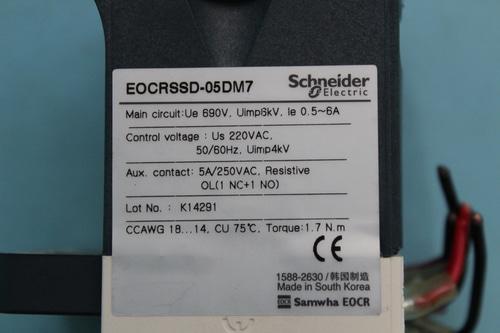 EOCRSSD-05DM7
Schneider
Electric
Main circuit:Ue 690V, Uimp6kV, Ie 0.5~6A
Control voltage : Us 220VAC,
50/60Hz, Uimp4kV
Aux. contact: 5A/250VAC, Resistive
OL(1 NC+1 NO)
Lot No. : K14291
CCAWG 18...14, CU 75℃, Torque:1.7 N.m
CE
1588-2630 / 韩国制造
Made in South Korea
EOCR Samwha EOCR